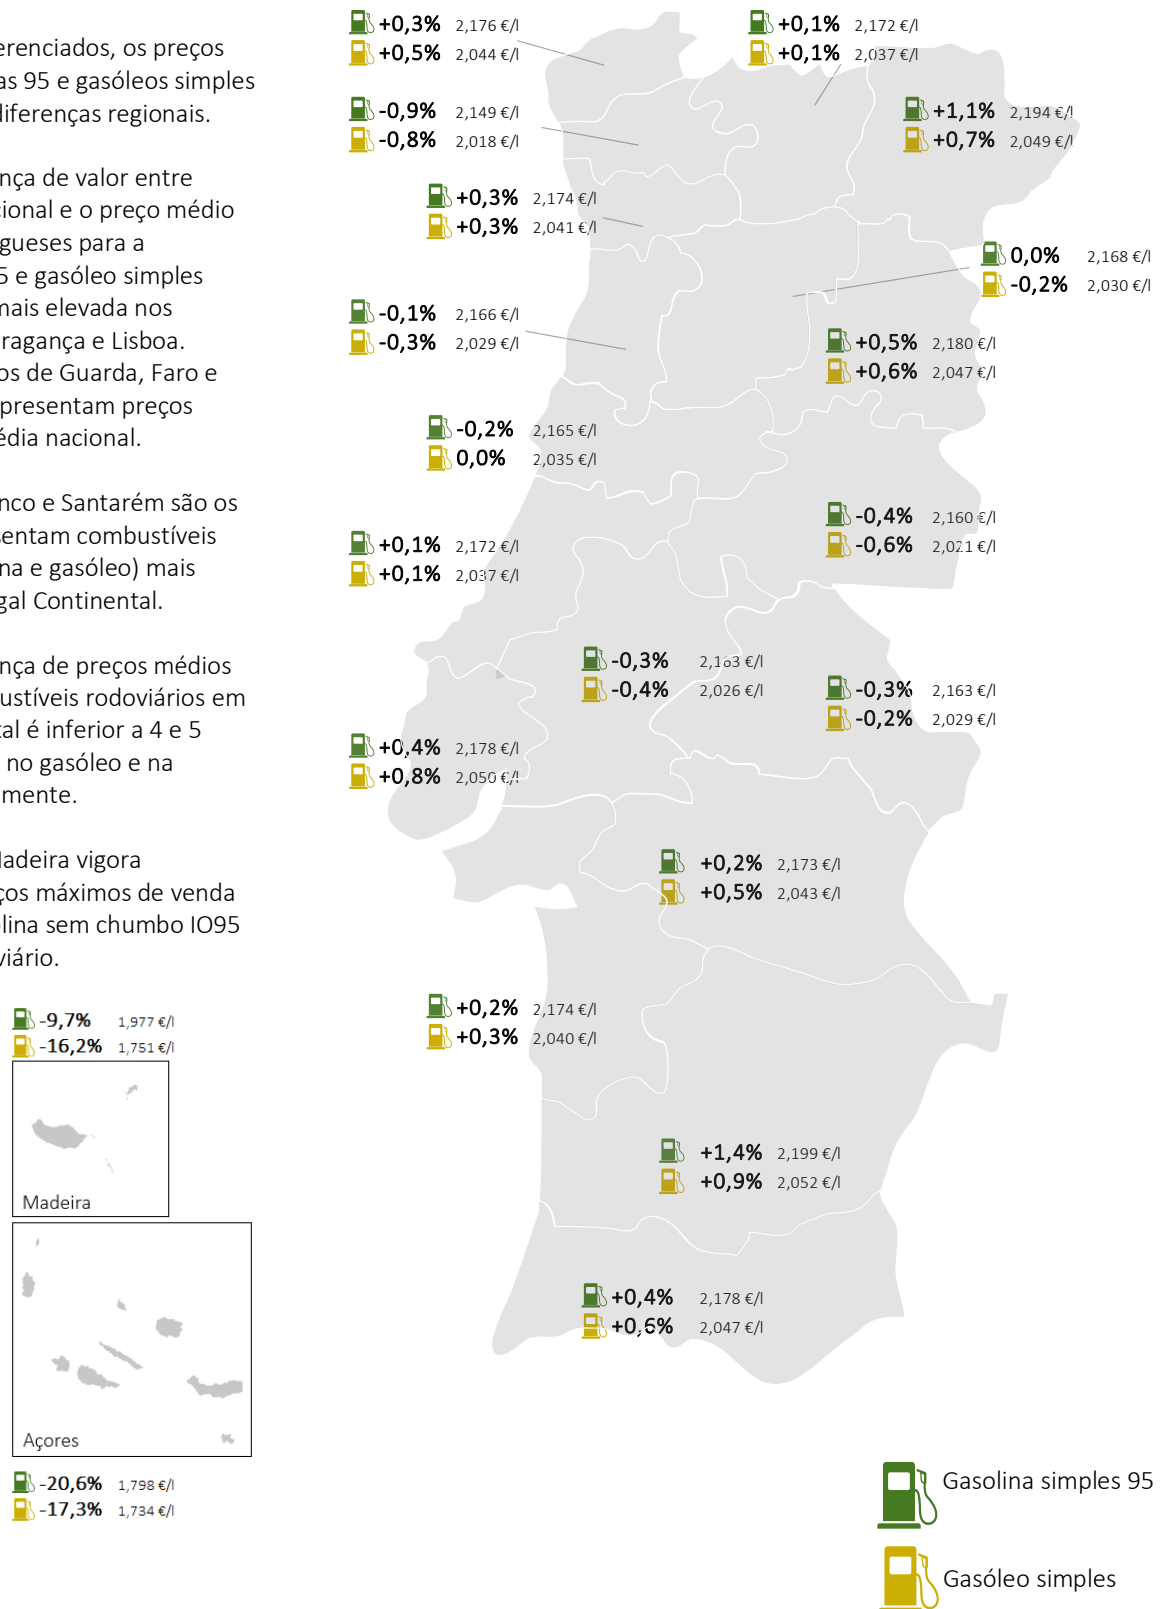 erenciados, os preços
as 95 e gasóleos simples
diferenças regionais.
nça de valor entre
cional e o preço médio
gueses para a
5 e gasóleo simples
mais elevada nos
ragança e Lisboa.
os de Guarda, Faro e
presentam preços
édia nacional.
nco e Santarém são os
sentam combustíveis
na e gasóleo) mais
gal Continental.
nça de preços médios
bustíveis rodoviários em
tal é inferior a 4 e 5
no gasóleo e na
amente.
Madeira vigora
ços máximos de venda
olina sem chumbo IO95
viário.
+0,3% 2,176 €/l
+0,5% 2,044 €/l
+0,1% 2,172 €/l
+0,1% 2,037 €/l
-0,9% 2,149 €/l
-0,8% 2,018 €/l
+1,1% 2,194 €/l
+0,7% 2,049 €/l
+0,3% 2,174 €/l
+0,3% 2,041 €/l
0,0% 2,168 €/l
-0,2% 2,030 €/l
-0,1% 2,166 €/l
-0,3% 2,029 €/l
+0,5% 2,180 €/l
+0,6% 2,047 €/l
-0,2% 2,165 €/l
0,0% 2,035 €/l
-0,4% 2,160 €/l
-0,6% 2,021 €/l
+0,1% 2,172 €/l
+0,1% 2,037 €/l
-0,3% 2,163 €/l
-0,4% 2,026 €/l
-0,3% 2,163 €/l
-0,2% 2,029 €/l
+0,4% 2,178 €/l
+0,8% 2,050 €/l
+0,2% 2,173 €/l
+0,5% 2,043 €/l
+0,2% 2,174 €/l
+0,3% 2,040 €/l
+1,4% 2,199 €/l
+0,9% 2,052 €/l
+0,4% 2,178 €/l
+0,6% 2,047 €/l
-9,7% 1,977 €/l
-16,2% 1,751 €/l
Madeira
Açores
-20,6% 1,798 €/l
-17,3% 1,734 €/l
Gasolina simples 95
Gasóleo simples